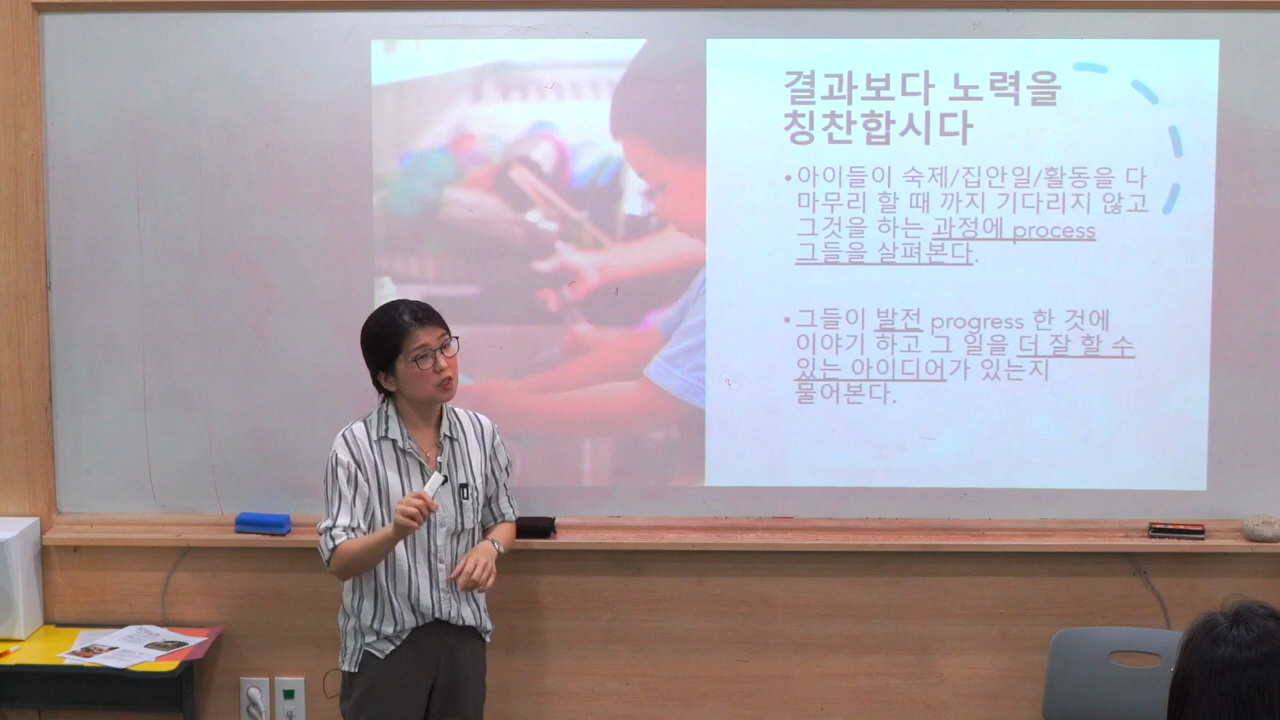 결과보다 노력을
칭찬합시다
•아이들이 숙제/집안일/활동을 다
마무리 할 때 까지 기다리지 않고
그것을 하는 과정에 process
그들을 살펴본다.
•그들이 발전 progress 한 것에
이야기 하고 그 일을 더 잘 할 수
있는 아이디어가 있는지
물어본다.